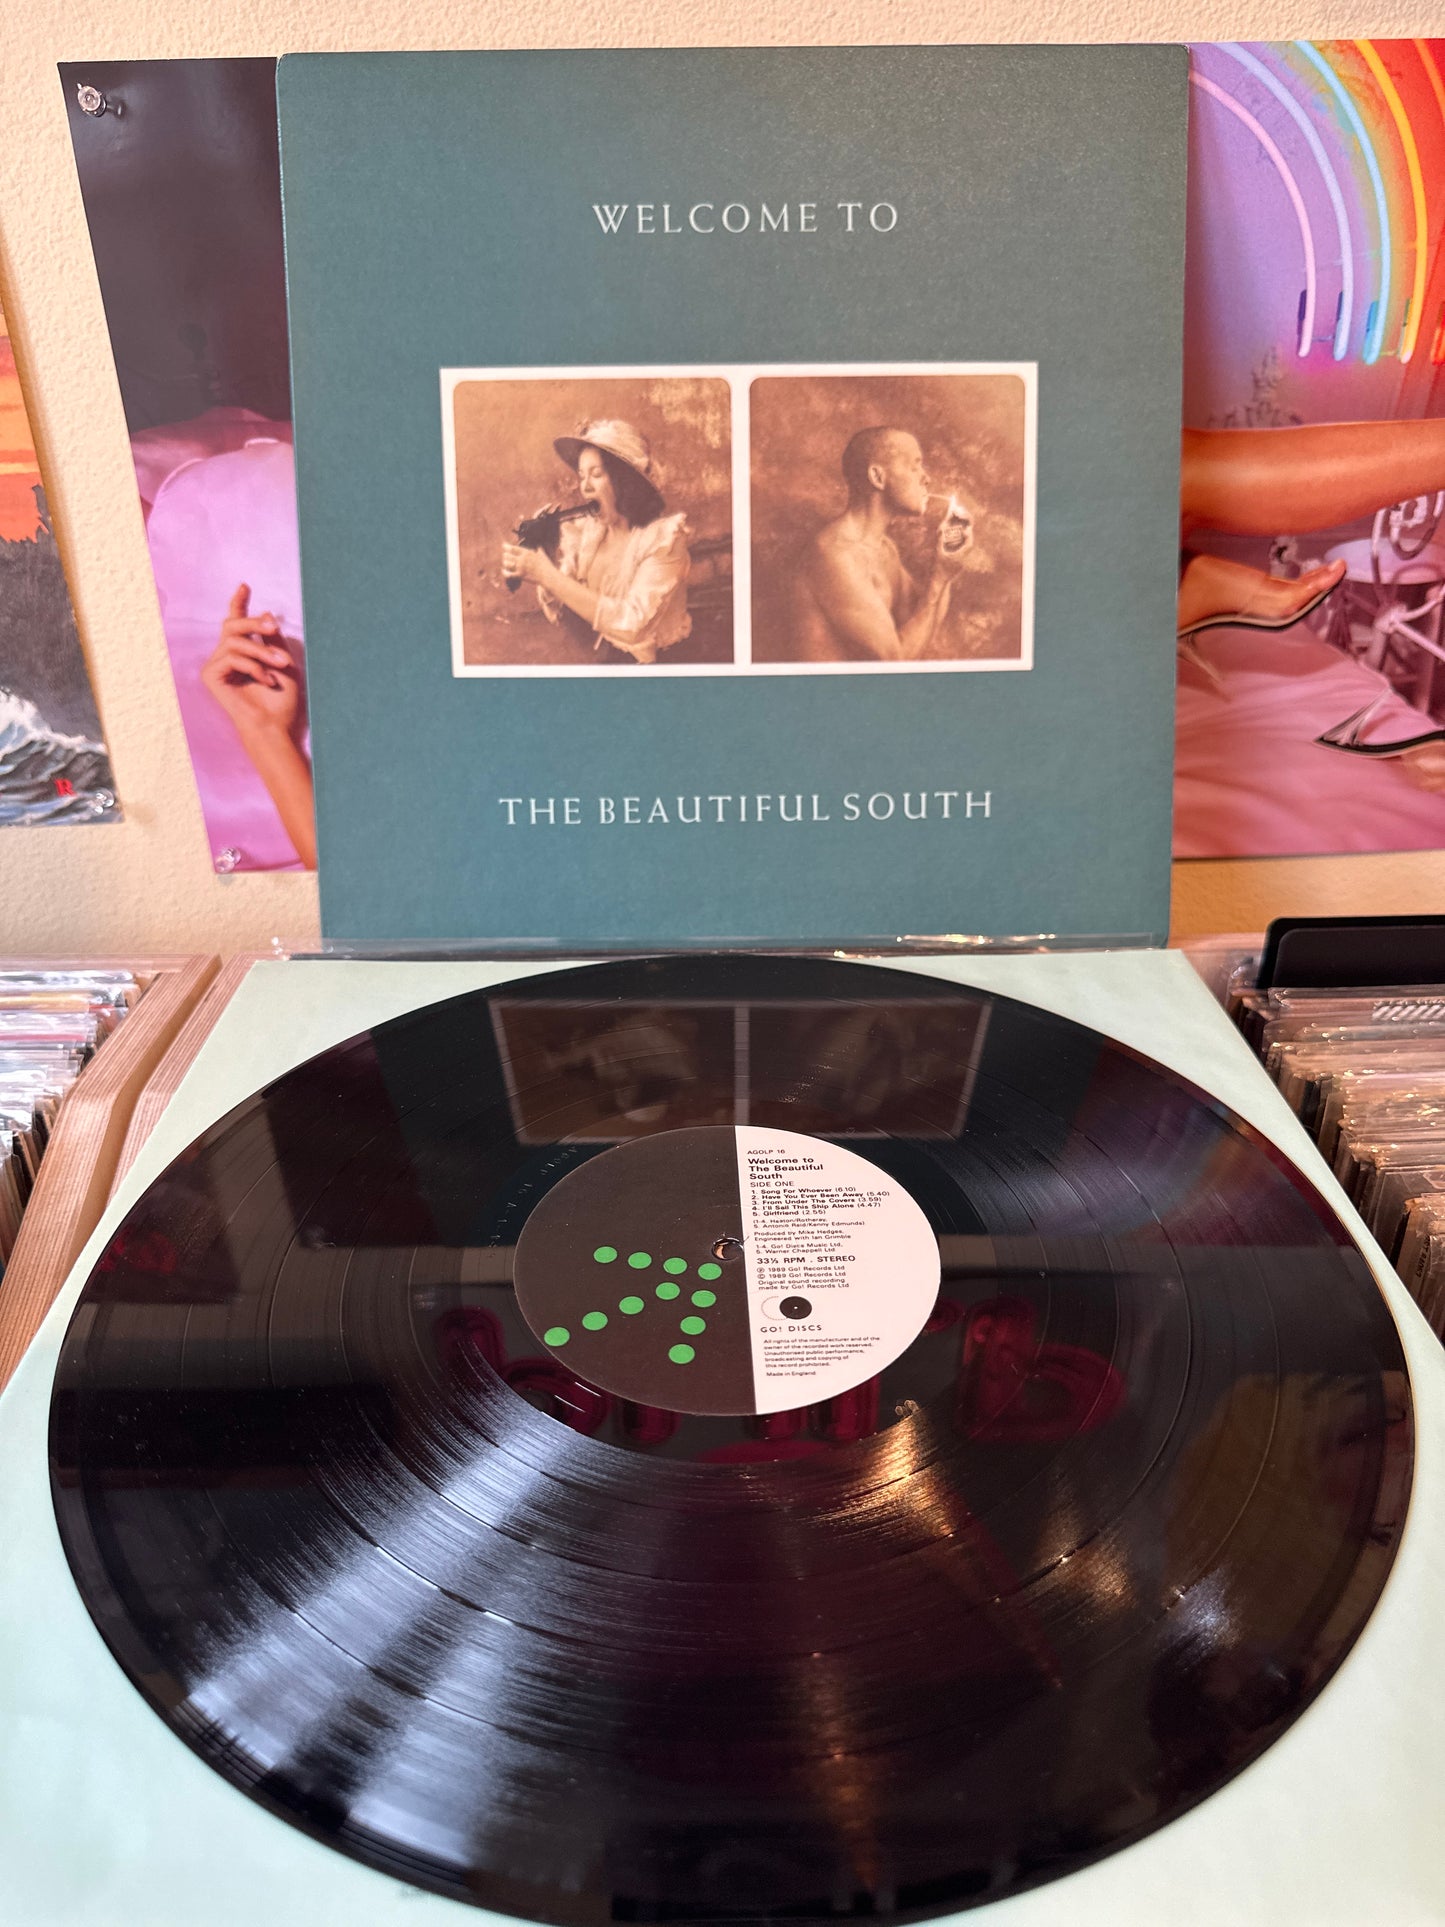 WELCOME TO
THE BEAUTIFUL SOUTH
AGOLP 16
Welcome to
The Beautiful
South
SIDE ONE
1. Song For Whoever (6.10)
2. Have You Ever Been Away (5.40)
3. From Under The Covers (3.59)
4. I'll Sail This Ship Alone (4.47)
5. Girlfriend (2.55)
(1-4. Heaton/Rotheray,
5. Antonio Reid/Kenny Edmunds)
Produced by Mike Hedges,
Engineered with Ian Grimble
1-4. Go! Discs Music Ltd,
5. Warner Chappell Ltd
33⅓ RPM . STEREO
℗ 1989 Go! Records Ltd
© 1989 Go! Records Ltd
Original sound recording
made by Go! Records Ltd
GO! DISCS
All rights of the manufacturer and of the
owner of the recorded work reserved.
Unauthorised public performance,
broadcasting and copying of
this record prohibited.
Made in England